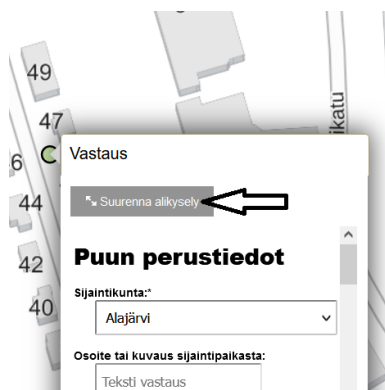 49
47
ikatu
6
Vastaus
44
Suurenna alikysely
42
Puun perustiedot
40
Sijaintikunta:*
Alajärvi
Osoite tai kuvaus sijaintipaikasta:
Teksti vastaus